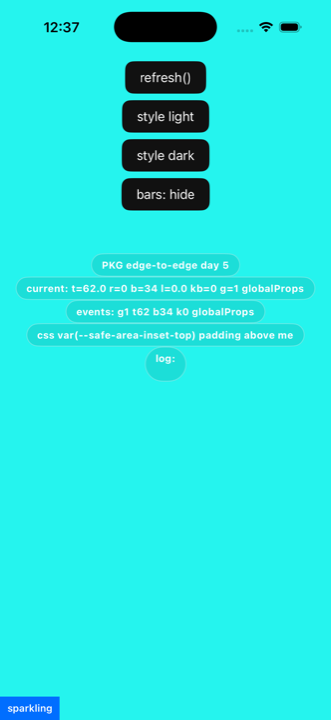 12:37
refresh()
style light
style dark
bars: hide
PKG edge-to-edge day 5
current: t=62.0 r=0 b=34 l=0.0 kb=0 g=1 globalProps
events: g1 t62 b34 k0 globalProps
css var(--safe-area-inset-top) padding above me
log:
sparkling